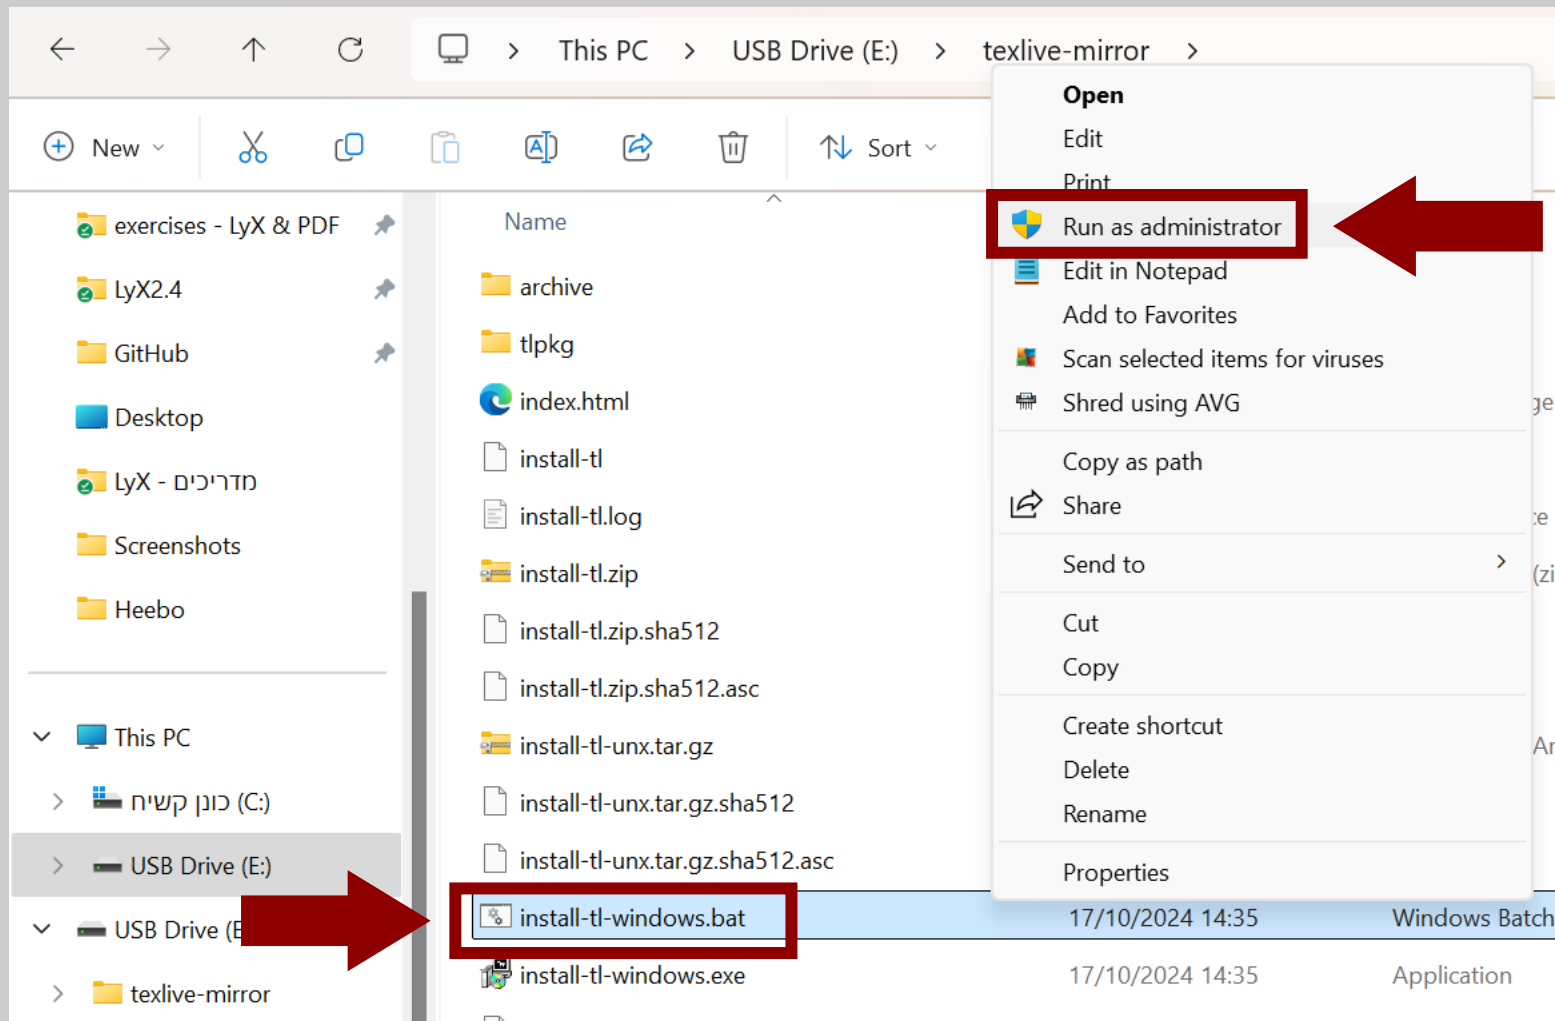 This PC > USB Drive (E:) > texlive-mirror >
New
Sort
exercises - LyX & PDF
LyX2.4
GitHub
Desktop
מדריכים - LyX
Screenshots
Heebo
This PC
כונן קשיח (C:)
USB Drive (E:)
USB Drive (E
texlive-mirror
Name
archive
tlpkg
index.html
install-tl
install-tl.log
install-tl.zip
install-tl.zip.sha512
install-tl.zip.sha512.asc
install-tl-unx.tar.gz
install-tl-unx.tar.gz.sha512
install-tl-unx.tar.gz.sha512.asc
install-tl-windows.bat 17/10/2024 14:35 Windows Batch
install-tl-windows.exe 17/10/2024 14:35 Application
Open
Edit
Print
Run as administrator
Edit in Notepad
Add to Favorites
Scan selected items for viruses
Shred using AVG
Copy as path
Share
Send to
Cut
Copy
Create shortcut
Delete
Rename
Properties